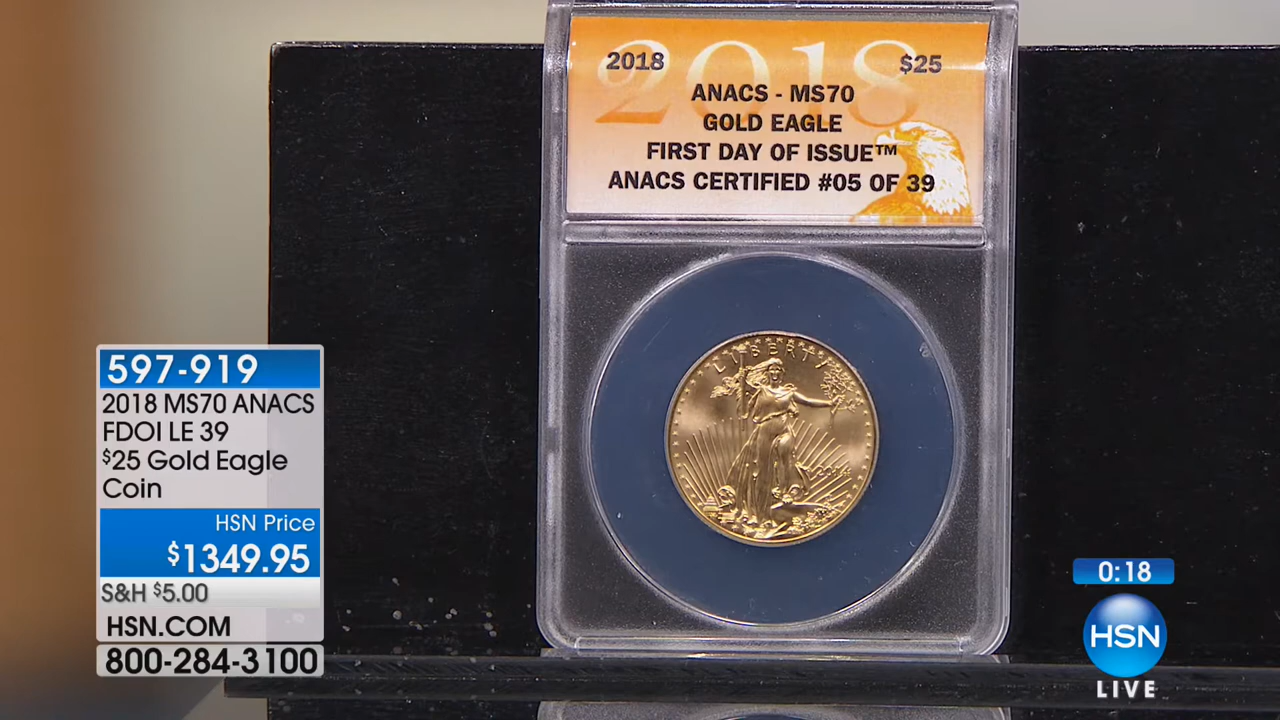 2018 $25
2018
ANACS - MS70
GOLD EAGLE
FIRST DAY OF ISSUE™
ANACS CERTIFIED #05 OF 39
LIBERTY
597-919
2018 MS70 ANACS
FDOI LE 39
$25 Gold Eagle
Coin
HSN Price
$1349.95
S&H $5.00
HSN.COM
800-284-3100
0:18
HSN
LIVE